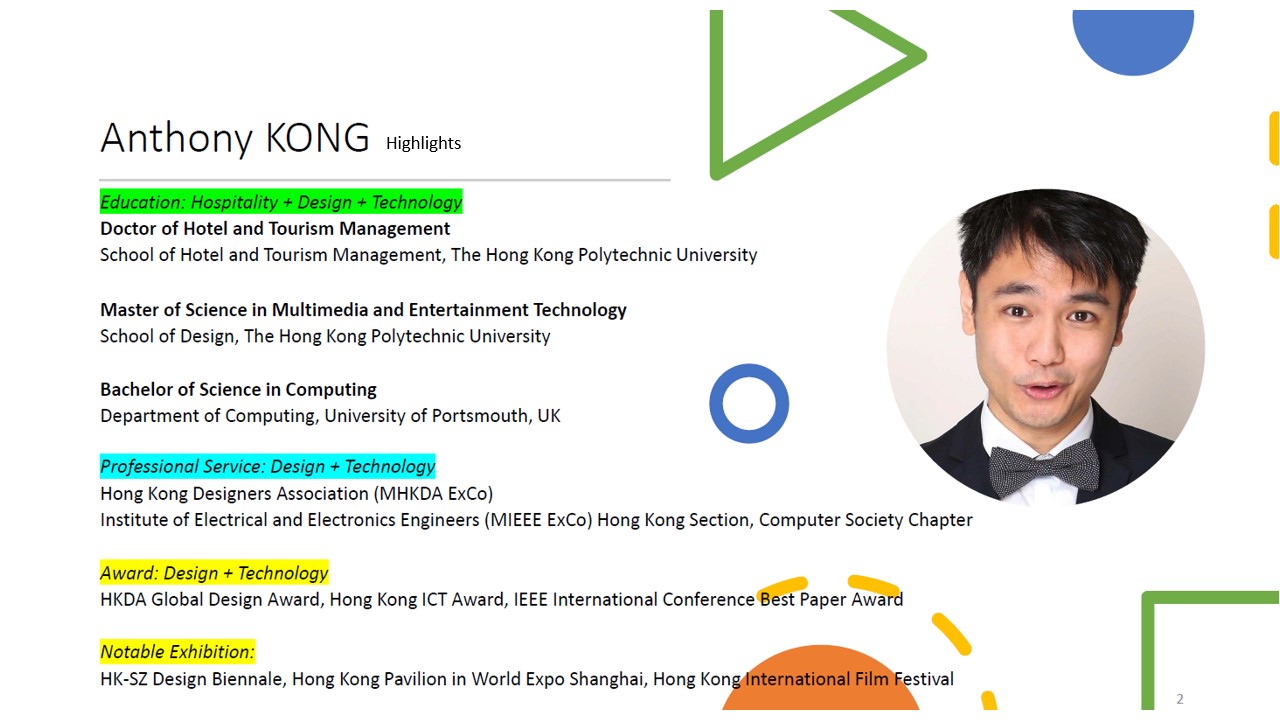 Anthony KONG Highlights
Education: Hospitality + Design + Technology
Doctor of Hotel and Tourism Management
School of Hotel and Tourism Management, The Hong Kong Polytechnic University
Master of Science in Multimedia and Entertainment Technology
School of Design, The Hong Kong Polytechnic University
Bachelor of Science in Computing
Department of Computing, University of Portsmouth, UK
Professional Service: Design + Technology
Hong Kong Designers Association (MHKDA ExCo)
Institute of Electrical and Electronics Engineers (MIEEE ExCo) Hong Kong Section, Computer Society Chapter
Award: Design + Technology
HKDA Global Design Award, Hong Kong ICT Award, IEEE International Conference Best Paper Award
Notable Exhibition:
HK-SZ Design Biennale, Hong Kong Pavilion in World Expo Shanghai, Hong Kong International Film Festival
2